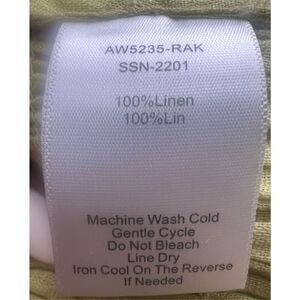 AW5235-RAK
SSN-2201
100%Linen
100%Lin
Machine Wash Cold
Gentle Cycle
Do Not Bleach
Line Dry
Iron Cool On The Reverse
If Needed